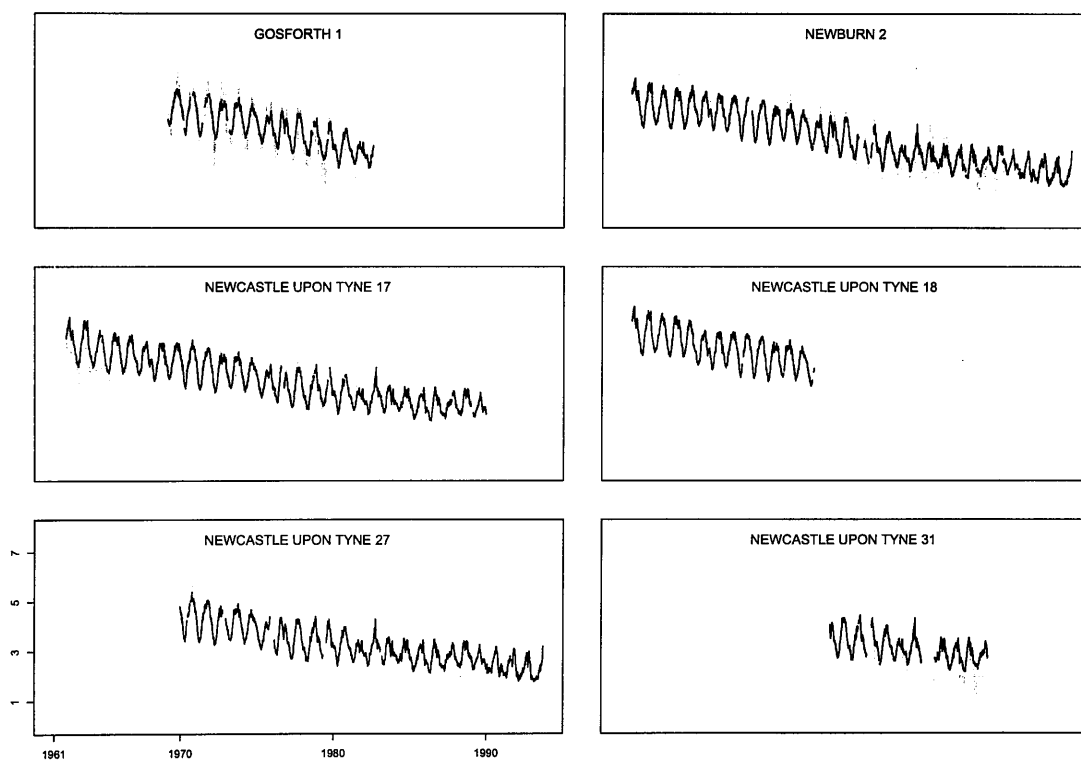 GOSFORTH 1
NEWBURN 2
NEWCASTLE UPON TYNE 17
NEWCASTLE UPON TYNE 18
NEWCASTLE UPON TYNE 27
NEWCASTLE UPON TYNE 31
7
5
3
1
1961 1970 1980 1990